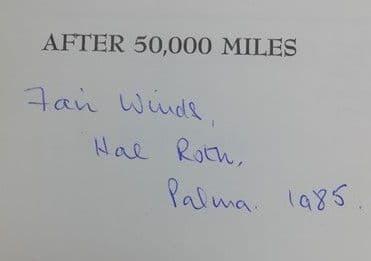 AFTER 50,000 MILES
Fair Winds,
Hal Roth,
Palma. 1985.